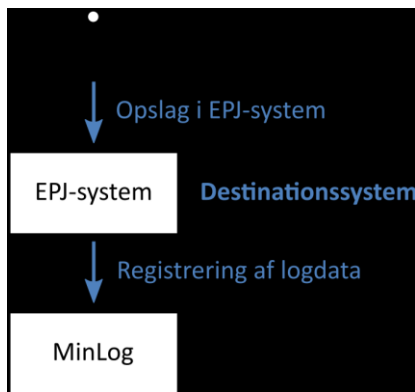 Opslag i EPJ-system
EPJ-system
Destinationssystem
Registrering af logdata
MinLog